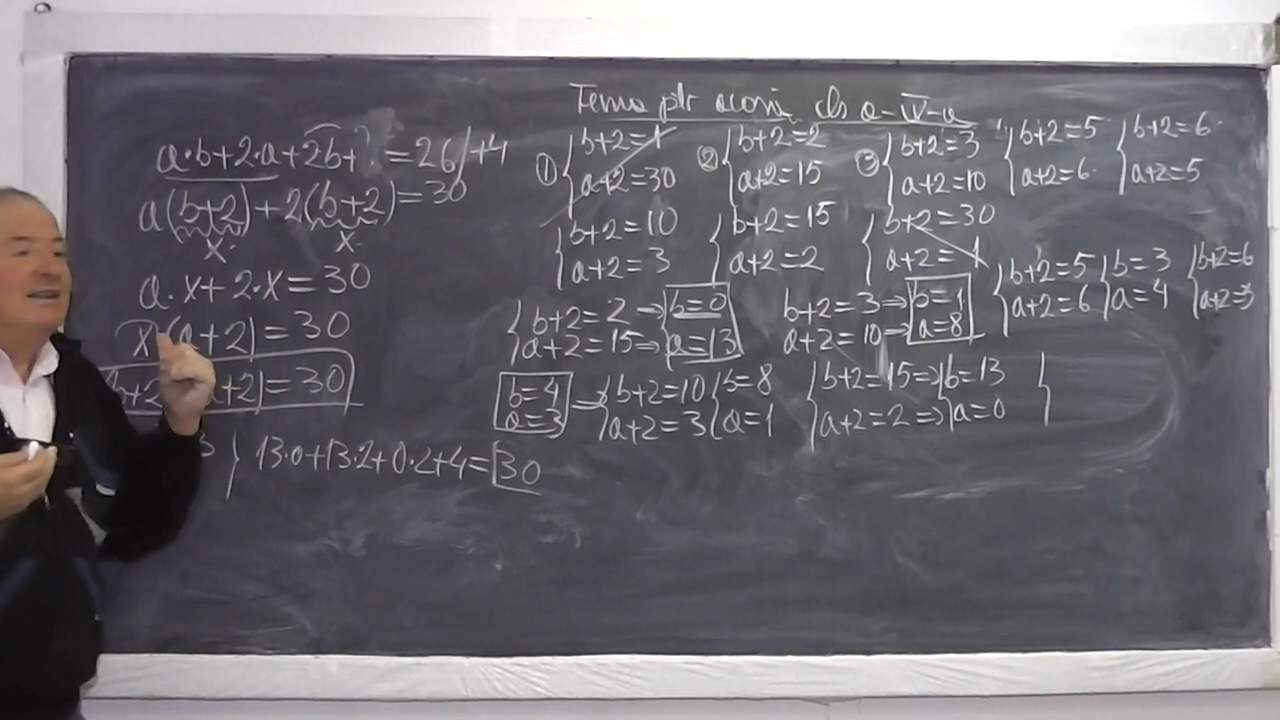 Tema ptr acasă cls a-IV-a
a·b+2·a+2b+?=26/+4
a(b+2)+2(b+2)=30
x x
a·x+2·x=30
x(a+2)=30
b+2 a+2)=30
} 13·0+13·2+0·2+4=30
① { b+2=1 ② { b+2=2 ③ { b+2=3 { b+2=5 { b+2=6
a+2=30 a+2=15 a+2=10 a+2=6 a+2=5
{ b+2=10 { b+2=15 { b+2=30
a+2=3 a+2=2 a+2=1
{ b+2=2 → b=0 b+2=3 ⇒ b=1 { b+2=5 { b=3 { b+2=6
a+2=15 ⇒ a=13 a+2=10 ⇒ a=8 a+2=6 a=4 a+2=5
b=4 ⇒ { b+2=10 { b=8 { b+2=15 ⇒ { b=13 {
a=3 a+2=3 a=1 a+2=2 ⇒ a=0